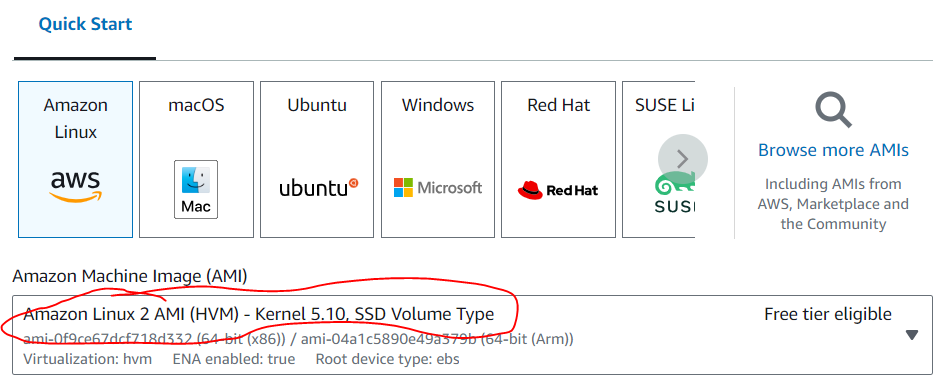 Quick Start
Amazon Linux
aws
macOS
Mac
Ubuntu
ubuntu
Windows
Microsoft
Red Hat
Red Hat
SUSE Li
SUS
Browse more AMIs
Including AMIs from
AWS, Marketplace and
the Community
Amazon Machine Image (AMI)
Amazon Linux 2 AMI (HVM) - Kernel 5.10, SSD Volume Type
Free tier eligible
ami-0f9ce67dcf718d332 (64-bit (x86)) / ami-04a1c5890e49a379b (64-bit (Arm))
Virtualization: hvm ENA enabled: true Root device type: ebs